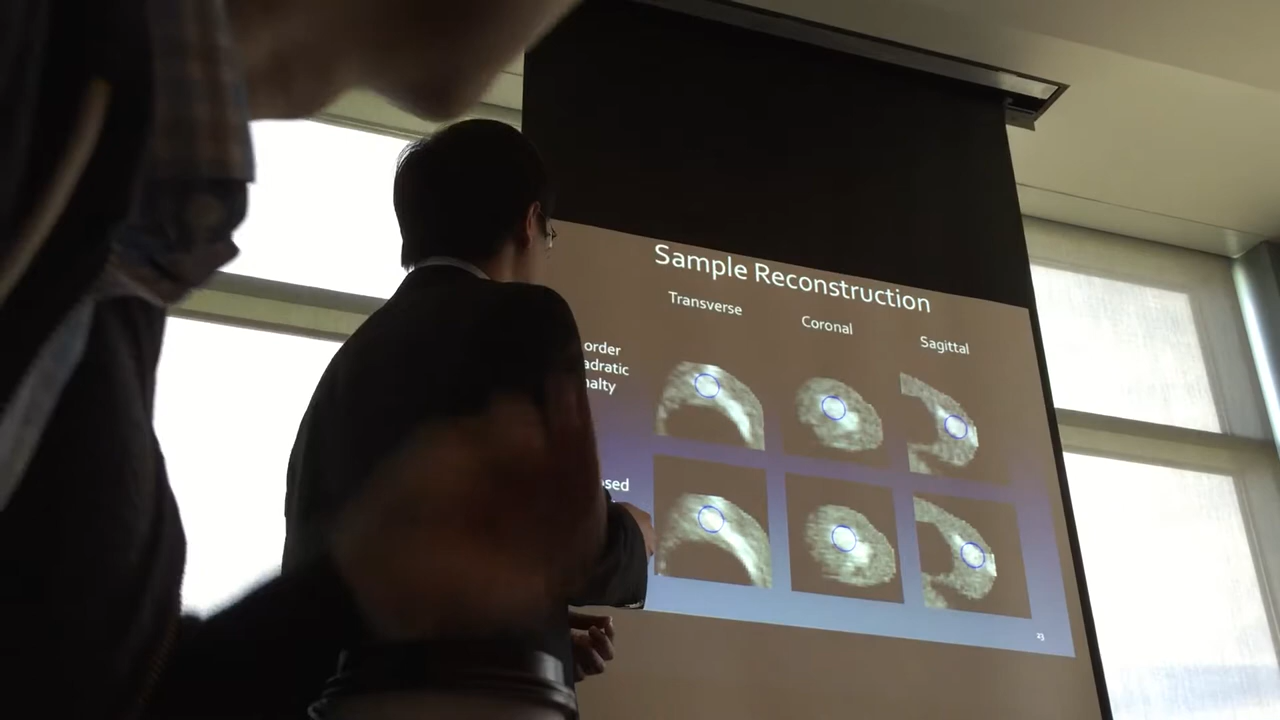 Sample Reconstruction
Transverse
Coronal
Sagittal
order
adratic
nalty
osed
23